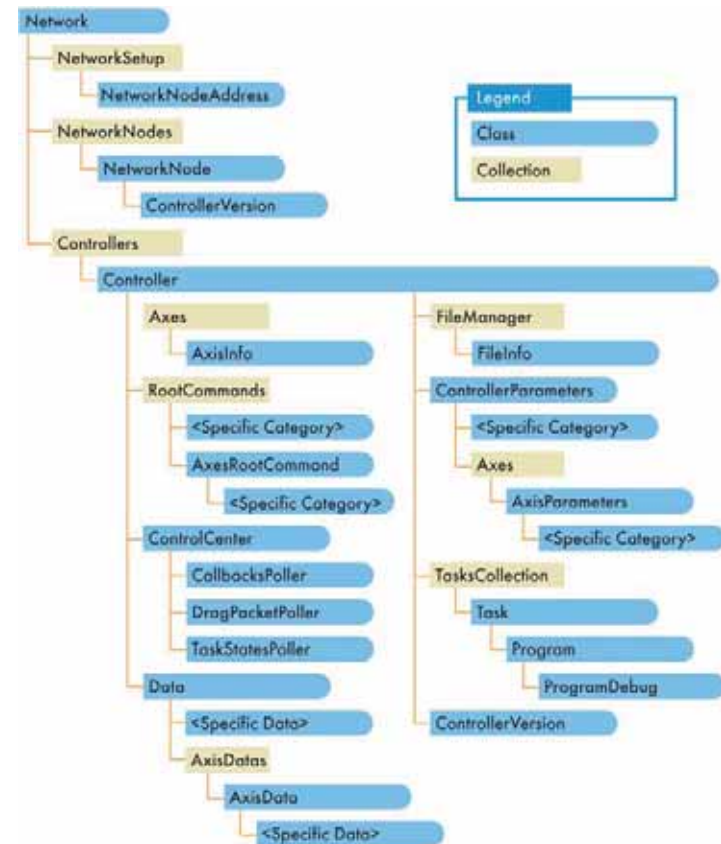 Network
NetworkSetup
NetworkNodeAddress
NetworkNodes
NetworkNode
ControllerVersion
Controllers
Controller
Legend
Class
Collection
Axes
AxisInfo
RootCommands
<Specific Category>
AxesRootCommand
<Specific Category>
ControlCenter
CallbacksPoller
DragPacketPoller
TaskStatesPoller
Data
<Specific Data>
AxisDatas
AxisData
<Specific Data>
FileManager
FileInfo
ControllerParameters
<Specific Category>
Axes
AxisParameters
<Specific Category>
TasksCollection
Task
Program
ProgramDebug
ControllerVersion